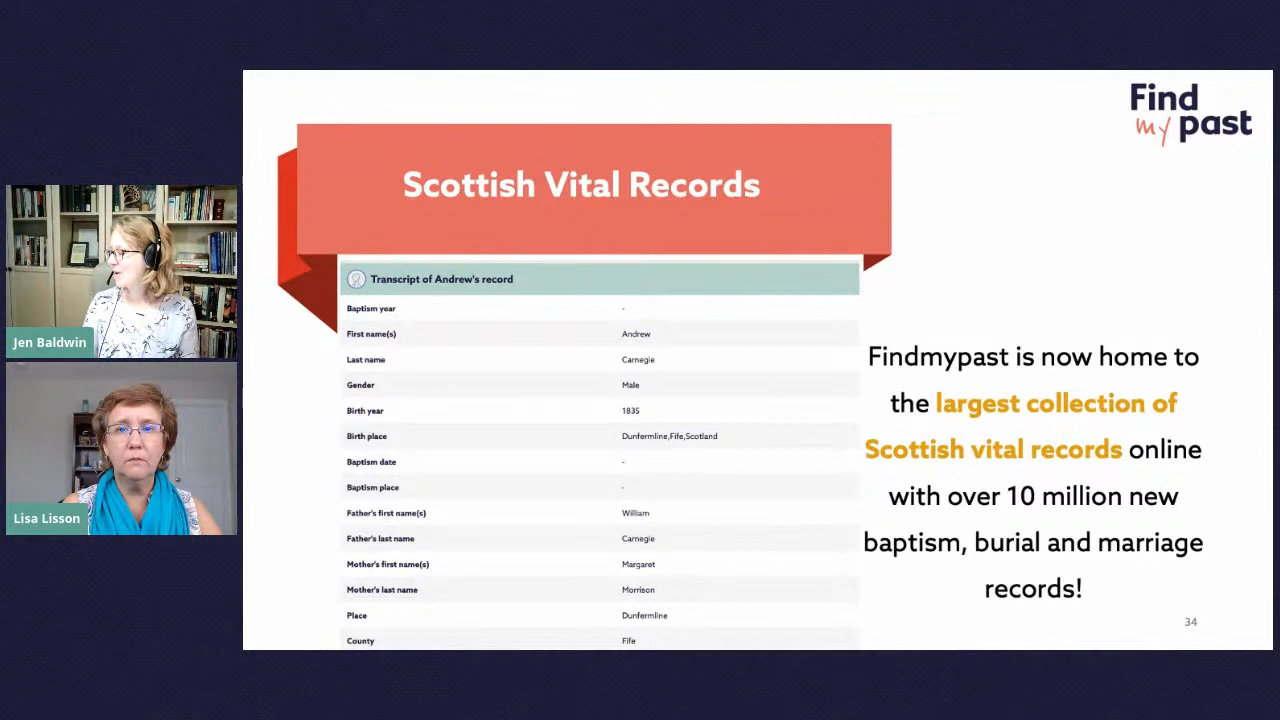 Find
my past
Scottish Vital Records
Transcript of Andrew's record
Baptism year -
First name(s) Andrew
Last name Carnegie
Gender Male
Birth year 1835
Birth place Dunfermline,Fife,Scotland
Baptism date -
Baptism place -
Father's first name(s) William
Father's last name Carnegie
Mother's first name(s) Margaret
Mother's last name Morrison
Place Dunfermline
County Fife
Findmypast is now home to
the largest collection of
Scottish vital records online
with over 10 million new
baptism, burial and marriage
records!
34
Jen Baldwin
Lisa Lisson